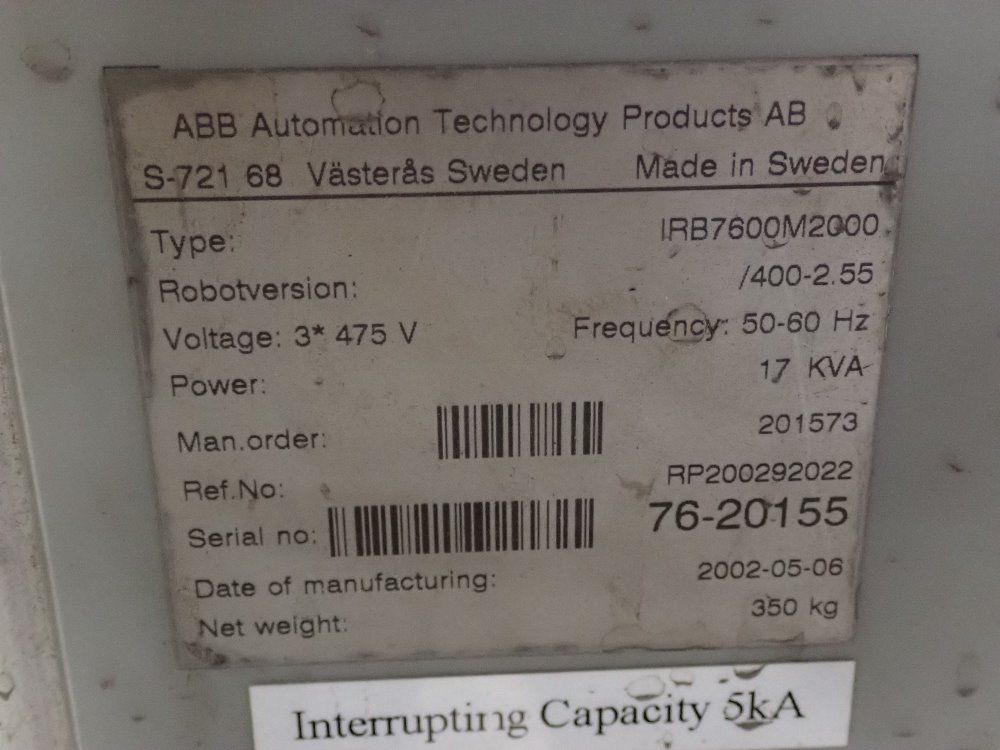 ABB Automation Technology Products AB
S-721 68 Västerås Sweden Made in Sweden
Type: IRB7600M2000
Robotversion: /400-2.55
Voltage: 3* 475 V Frequency: 50-60 Hz
Power: 17 KVA
Man.order: 201573
Ref.No: RP200292022
Serial no: 76-20155
Date of manufacturing: 2002-05-06
Net weight: 350 kg
Interrupting Capacity 5kA